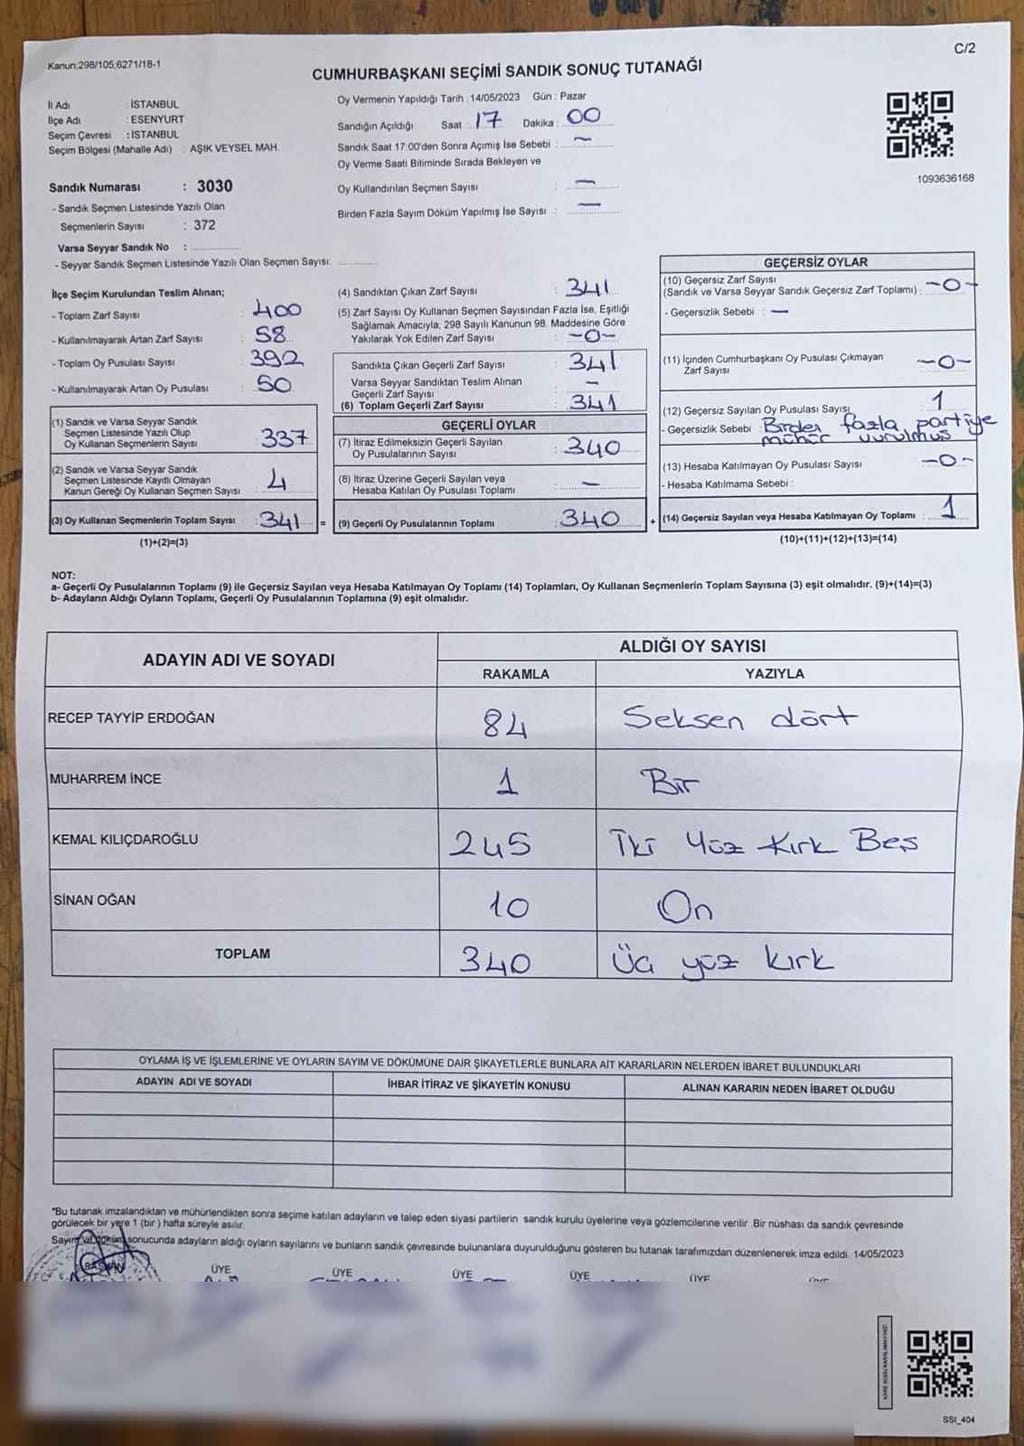 C/2
Kanun,298/105,6271/18-1
CUMHURBAŞKANI SEÇİMİ SANDIK SONUÇ TUTANAĞI
İl Adı : İSTANBUL
İlçe Adı : ESENYURT
Seçim Çevresi : İSTANBUL
Seçim Bölgesi (Mahalle Adı) : AŞIK VEYSEL MAH.
Sandık Numarası : 3030
- Sandık Seçmen Listesinde Yazılı Olan
Seçmenlerin Sayısı : 372
Varsa Seyyar Sandık No :
- Seyyar Sandık Seçmen Listesinde Yazılı Olan Seçmen Sayısı:
Oy Vermenin Yapıldığı Tarih : 14/05/2023 Gün : Pazar
Sandığın Açıldığı Saat : 17 Dakika : 00
Sandık Saat 17:00'den Sonra Açımış İse Sebebi : —
Oy Verme Saati Bitiminde Sırada Bekleyen ve
Oy Kullandırılan Seçmen Sayısı : —
Birden Fazla Sayım Döküm Yapılmış İse Sayısı : —
1093636168
İlçe Seçim Kurulundan Teslim Alınan;
- Toplam Zarf Sayısı : 400
- Kullanılmayarak Artan Zarf Sayısı : 58
- Toplam Oy Pusulası Sayısı : 392
- Kullanılmayarak Artan Oy Pusulası : 50
(1) Sandık ve Varsa Seyyar Sandık
Seçmen Listesinde Yazılı Olup
Oy Kullanan Seçmenlerin Sayısı : 337
(2) Sandık ve Varsa Seyyar Sandık
Seçmen Listesinde Kayıtlı Olmayan
Kanun Gereği Oy Kullanan Seçmen Sayısı : 4
(3) Oy Kullanan Seçmenlerin Toplam Sayısı : 341 =
(1)+(2)=(3)
(4) Sandıktan Çıkan Zarf Sayısı : 341
(5) Zarf Sayısı Oy Kullanan Seçmen Sayısından Fazla İse, Eşitliği
Sağlamak Amacıyla, 298 Sayılı Kanunun 98. Maddesine Göre
Yakılarak Yok Edilen Zarf Sayısı : —0—
Sandıkta Çıkan Geçerli Zarf Sayısı : 341
Varsa Seyyar Sandıktan Teslim Alınan
Geçerli Zarf Sayısı : —
(6) Toplam Geçerli Zarf Sayısı : 341
GEÇERLİ OYLAR
(7) İtiraz Edilmeksizin Geçerli Sayılan
Oy Pusulalarının Sayısı : 340
(8) İtiraz Üzerine Geçerli Sayılan veya
Hesaba Katılan Oy Pusulası Toplamı : —
(9) Geçerli Oy Pusulalarının Toplamı : 340 +
GEÇERSİZ OYLAR
(10) Geçersiz Zarf Sayısı
(Sandık ve Varsa Seyyar Sandık Geçersiz Zarf Toplamı) : —0—
- Geçersizlik Sebebi : —
(11) İçinden Cumhurbaşkanı Oy Pusulası Çıkmayan
Zarf Sayısı : —0—
(12) Geçersiz Sayılan Oy Pusulası Sayısı : 1
- Geçersizlik Sebebi : Birden fazla partiye
mühür vurulmuş
(13) Hesaba Katılmayan Oy Pusulası Sayısı : —0—
- Hesaba Katılmama Sebebi :
(14) Geçersiz Sayılan veya Hesaba Katılmayan Oy Toplamı : 1
(10)+(11)+(12)+(13)=(14)
NOT:
a- Geçerli Oy Pusulalarının Toplamı (9) ile Geçersiz Sayılan veya Hesaba Katılmayan Oy Toplamı (14) Toplamları, Oy Kullanan Seçmenlerin Toplam Sayısına (3) eşit olmalıdır. (9)+(14)=(3)
b- Adayların Aldığı Oyların Toplamı, Geçerli Oy Pusulalarının Toplamına (9) eşit olmalıdır.
ADAYIN ADI VE SOYADI
ALDIĞI OY SAYISI
RAKAMLA YAZIYLA
RECEP TAYYİP ERDOĞAN 84 Seksen dört
MUHARREM İNCE 1 Bir
KEMAL KILIÇDAROĞLU 245 İki Yüz Kırk Beş
SİNAN OĞAN 10 On
TOPLAM 340 Üç yüz kırk
OYLAMA İŞ VE İŞLEMLERİNE VE OYLARIN SAYIM VE DÖKÜMÜNE DAİR ŞİKAYETLERLE BUNLARA AİT KARARLARIN NELERDEN İBARET BULUNDUKLARI
ADAYIN ADI VE SOYADI İHBAR İTİRAZ VE ŞİKAYETİN KONUSU ALINAN KARARIN NEDEN İBARET OLDUĞU
"Bu tutanak imzalandıktan ve mühürlendikten sonra seçime katılan adayların ve talep eden siyasi partilerin sandık kurulu üyelerine veya gözlemcilerine verilir. Bir nüshası da sandık çevresinde
görülecek bir yere 1 (bir) hafta süreyle asılır.
Sayım ve döküm sonucunda adayların aldığı oyların sayılarını ve bunların sandık çevresinde bulunanlara duyurulduğunu gösteren bu tutanak tarafımızdan düzenlenerek imza edildi. 14/05/2023
BAŞKAN ÜYE ÜYE ÜYE ÜYE ÜYE ÜYE
SSI_404